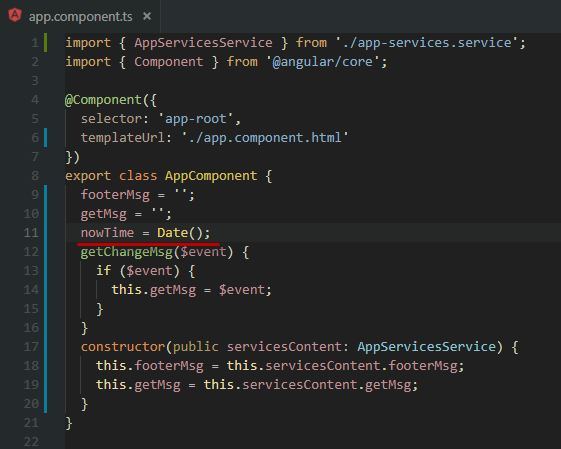 app.component.ts ×
1 import { AppServicesService } from './app-services.service';
2 import { Component } from '@angular/core';
3
4 @Component({
5   selector: 'app-root',
6   templateUrl: './app.component.html'
7 })
8 export class AppComponent {
9   footerMsg = '';
10   getMsg = '';
11   nowTime = Date();
12   getChangeMsg($event) {
13     if ($event) {
14       this.getMsg = $event;
15     }
16   }
17   constructor(public servicesContent: AppServicesService) {
18     this.footerMsg = this.servicesContent.footerMsg;
19     this.getMsg = this.servicesContent.getMsg;
20   }
21 }
22